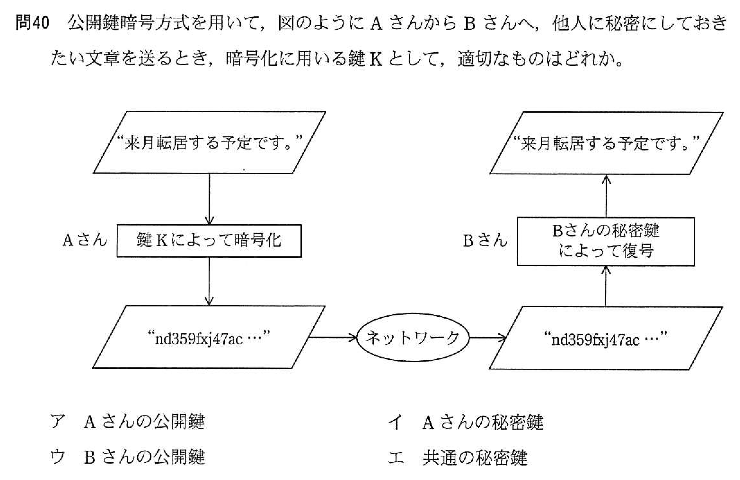 問40 公開鍵暗号方式を用いて，図のように A さんから B さんへ，他人に秘密にしておき
たい文章を送るとき，暗号化に用いる鍵 K として，適切なものはどれか。
“来月転居する予定です。”
“来月転居する予定です。”
Aさん
鍵Kによって暗号化
Bさん
Bさんの秘密鍵
によって復号
“nd359fxj47ac …”
ネットワーク
“nd359fxj47ac …”
ア A さんの公開鍵
イ A さんの秘密鍵
ウ B さんの公開鍵
エ 共通の秘密鍵